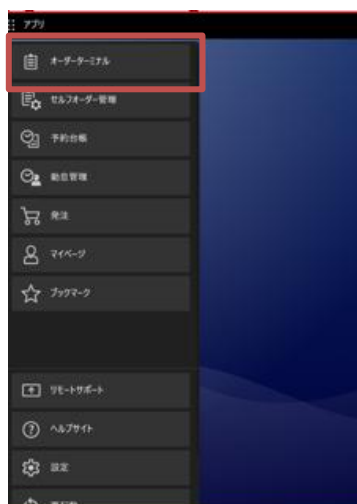 アプリ
オーダーターミナル
セルフオーダー管理
予約台帳
勤怠管理
発注
マイページ
ブックマーク
リモートサポート
ヘルプサイト
設定